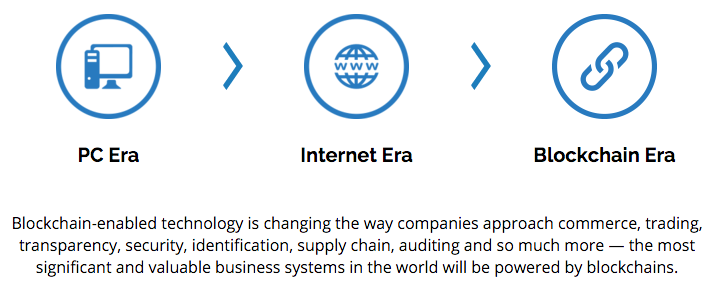 WWW
PC Era
Internet Era
Blockchain Era
Blockchain-enabled technology is changing the way companies approach commerce, trading,
transparency, security, identification, supply chain, auditing and so much more — the most
significant and valuable business systems in the world will be powered by blockchains.